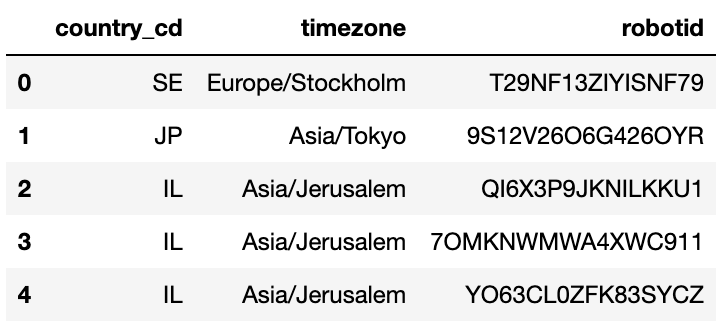 country_cd timezone robotid
0 SE Europe/Stockholm T29NF13ZIYISNF79
1 JP Asia/Tokyo 9S12V26O6G426OYR
2 IL Asia/Jerusalem QI6X3P9JKNILKKU1
3 IL Asia/Jerusalem 7OMKNWMWA4XWC911
4 IL Asia/Jerusalem YO63CL0ZFK83SYCZ